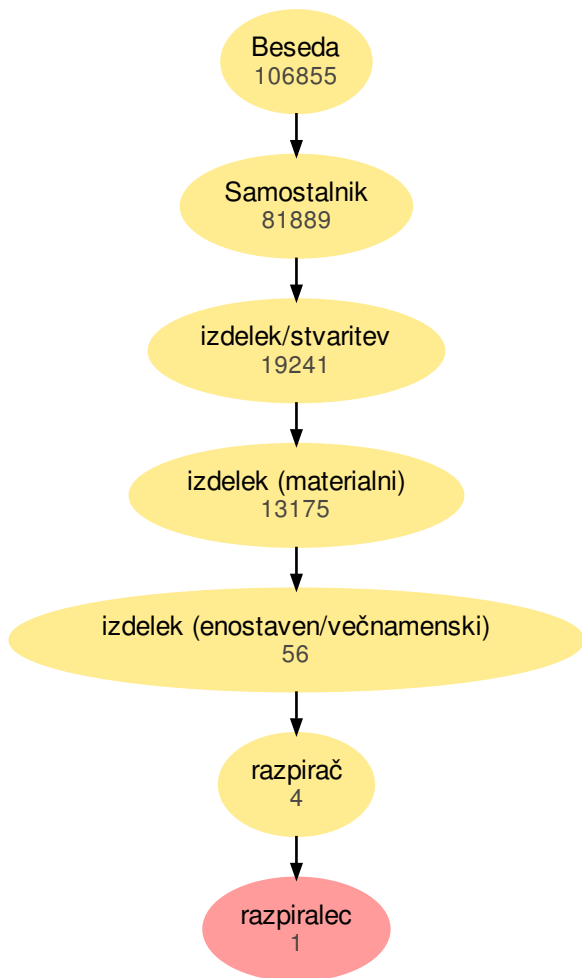 Beseda
106855
Samostalnik
81889
izdelek/stvaritev
19241
izdelek (materialni)
13175
izdelek (enostaven/večnamenski)
56
razpirač
4
razpiralec
1